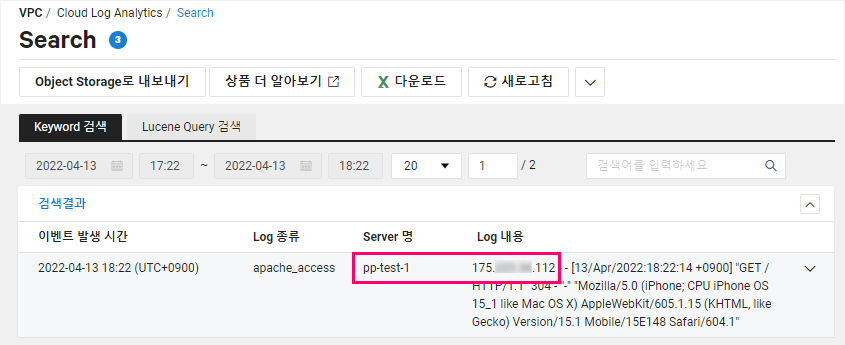 VPC / Cloud Log Analytics / Search
Search 3
Object Storage로 내보내기 상품 더 알아보기 X 다운로드 새로고침
Keyword 검색 Lucene Query 검색
2022-04-13 17:22 ~ 2022-04-13 18:22 20 1 / 2 검색어를 입력하세요
검색결과
이벤트 발생 시간 Log 종류 Server 명 Log 내용
2022-04-13 18:22 (UTC+0900) apache_access pp-test-1 175. .112 - - [13/Apr/2022:18:22:14 +0900] "GET /
HTTP/1.1" 304 - "-" "Mozilla/5.0 (iPhone; CPU iPhone OS
15_1 like Mac OS X) AppleWebKit/605.1.15 (KHTML, like
Gecko) Version/15.1 Mobile/15E148 Safari/604.1"